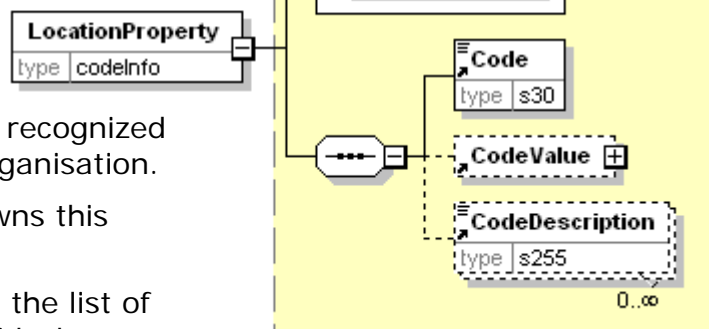 LocationProperty
type codeInfo
Code
type s30
recognized
ganisation.
CodeValue
wns this
CodeDescription
type s255
the list of
0..∞